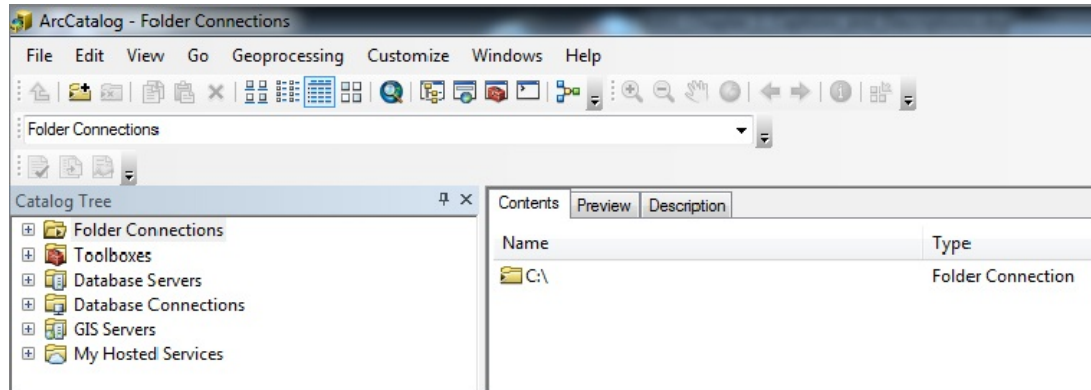 ArcCatalog - Folder Connections
File Edit View Go Geoprocessing Customize Windows Help
Folder Connections
Catalog Tree
Contents Preview Description
Folder Connections
Toolboxes
Database Servers
Database Connections
GIS Servers
My Hosted Services
Name Type
C:\ Folder Connection